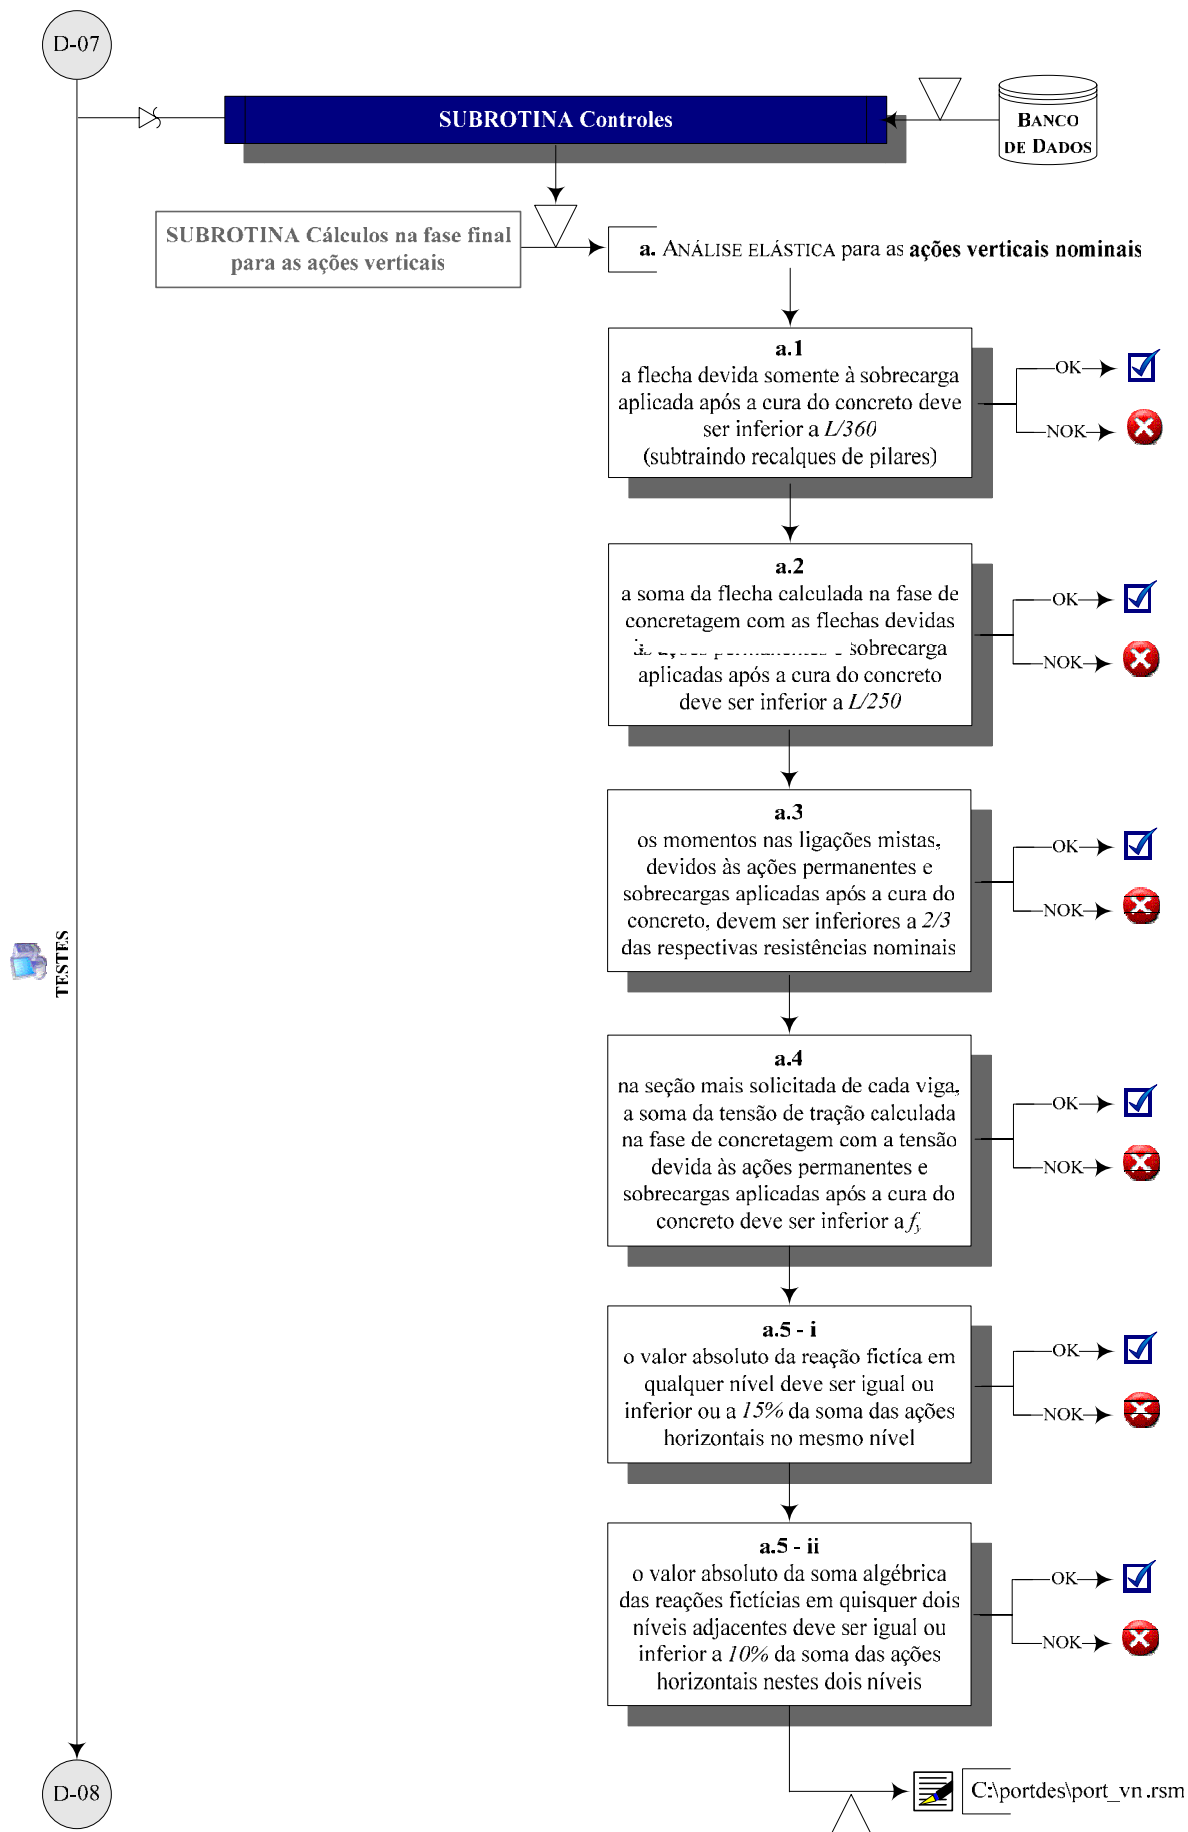 D-07
SUBROTINA Controles
BANCO
DE DADOS
SUBROTINA Cálculos na fase final
para as ações verticais
a. ANÁLISE ELÁSTICA para as ações verticais nominais
a.1
a flecha devida somente à sobrecarga
aplicada após a cura do concreto deve
ser inferior a L/360
(subtraindo recalques de pilares)
OK
NOK
a.2
a soma da flecha calculada na fase de
concretagem com as flechas devidas
às ações permanentes e sobrecarga
aplicadas após a cura do concreto
deve ser inferior a L/250
OK
NOK
a.3
os momentos nas ligações mistas,
devidos às ações permanentes e
sobrecargas aplicadas após a cura do
concreto, devem ser inferiores a 2/3
das respectivas resistências nominais
OK
NOK
TESTES
a.4
na seção mais solicitada de cada viga,
a soma da tensão de tração calculada
na fase de concretagem com a tensão
devida às ações permanentes e
sobrecargas aplicadas após a cura do
concreto deve ser inferior a fy
OK
NOK
a.5 - i
o valor absoluto da reação fictíca em
qualquer nível deve ser igual ou
inferior ou a 15% da soma das ações
horizontais no mesmo nível
OK
NOK
a.5 - ii
o valor absoluto da soma algébrica
das reações fictícias em quisquer dois
níveis adjacentes deve ser igual ou
inferior a 10% da soma das ações
horizontais nestes dois níveis
OK
NOK
D-08
C:\portdes\port_vn.rsm